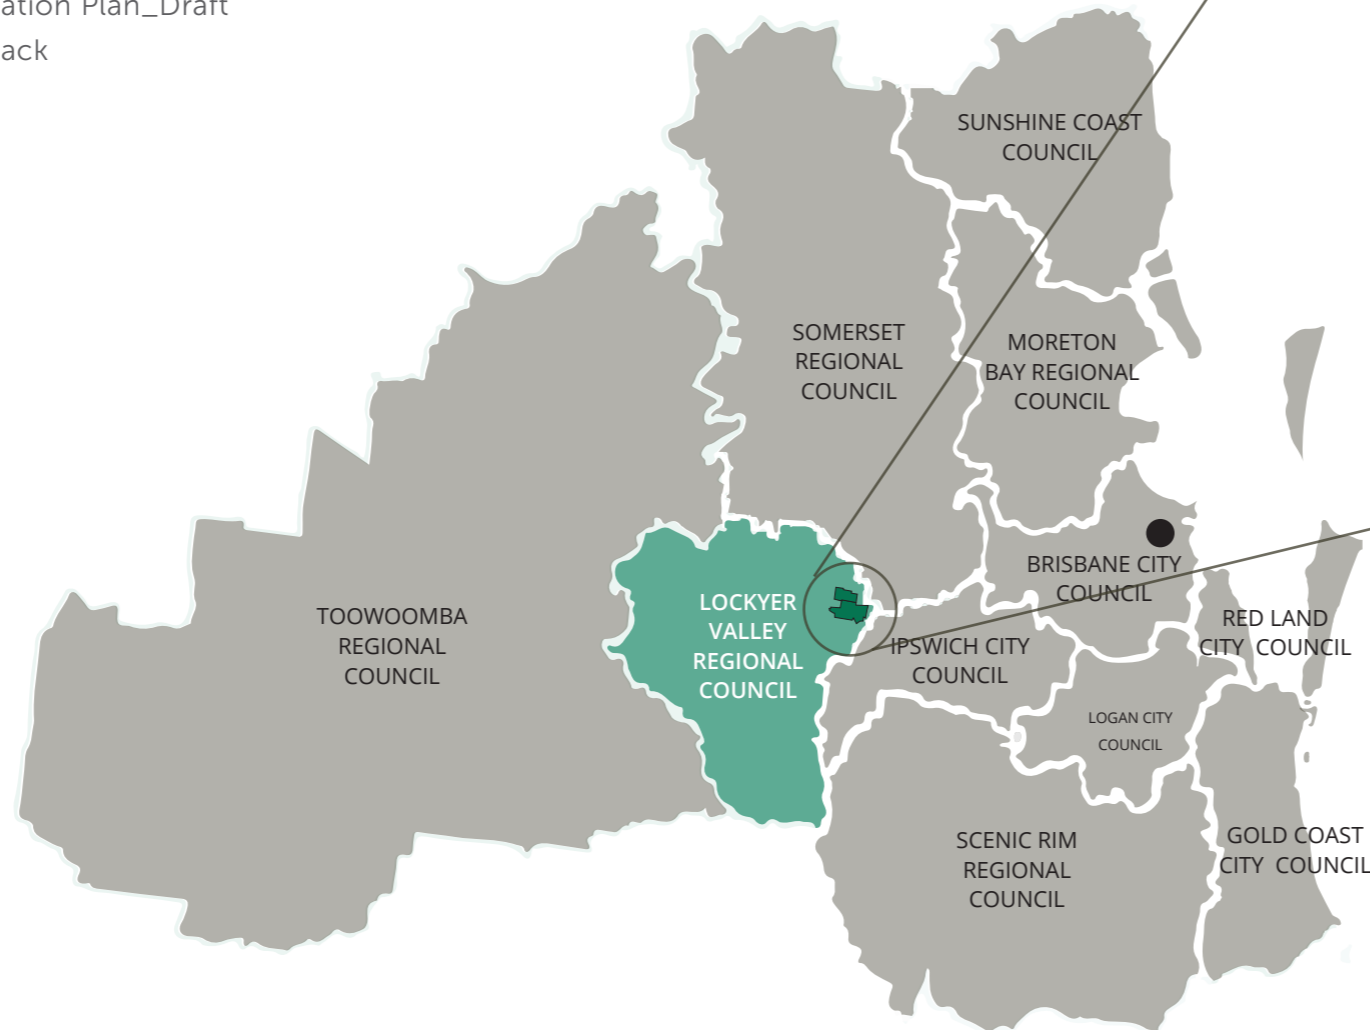 ation Plan_Draft
ack
SUNSHINE COAST
COUNCIL
SOMERSET
REGIONAL
COUNCIL
MORETON
BAY REGIONAL
COUNCIL
BRISBANE CITY
COUNCIL
LOCKYER
VALLEY
REGIONAL
COUNCIL
TOOWOOMBA
REGIONAL
COUNCIL
RED LAND
CITY  COUNCIL
IPSWICH CITY
COUNCIL
LOGAN CITY
COUNCIL
SCENIC RIM
REGIONAL
COUNCIL
GOLD COAST
CITY  COUNCIL